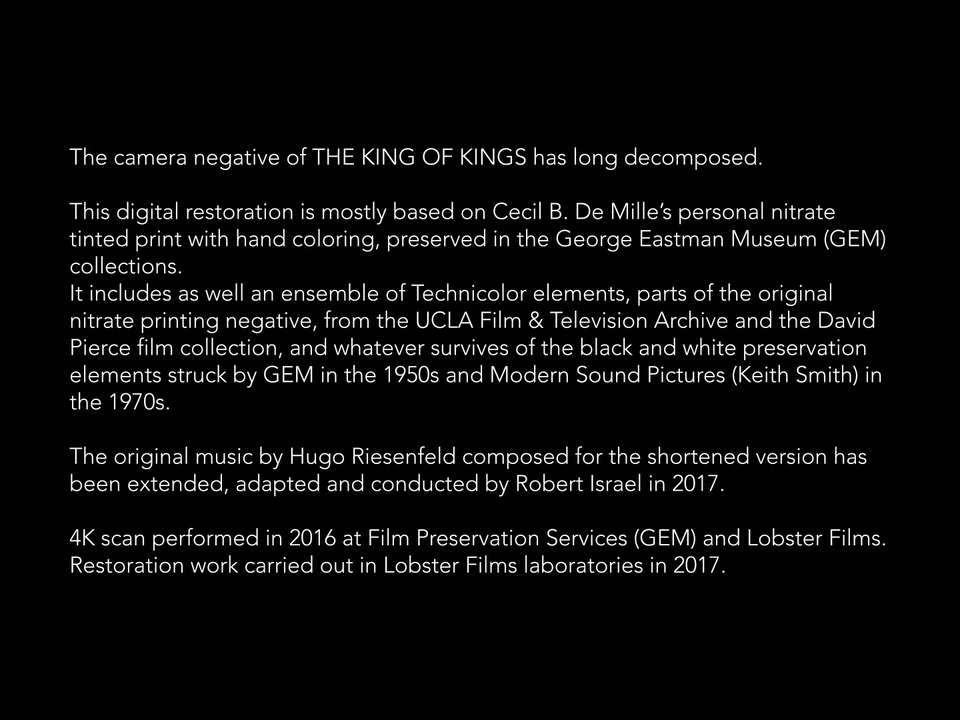 The camera negative of THE KING OF KINGS has long decomposed.
This digital restoration is mostly based on Cecil B. De Mille’s personal nitrate
tinted print with hand coloring, preserved in the George Eastman Museum (GEM)
collections.
It includes as well an ensemble of Technicolor elements, parts of the original
nitrate printing negative, from the UCLA Film & Television Archive and the David
Pierce film collection, and whatever survives of the black and white preservation
elements struck by GEM in the 1950s and Modern Sound Pictures (Keith Smith) in
the 1970s.
The original music by Hugo Riesenfeld composed for the shortened version has
been extended, adapted and conducted by Robert Israel in 2017.
4K scan performed in 2016 at Film Preservation Services (GEM) and Lobster Films.
Restoration work carried out in Lobster Films laboratories in 2017.